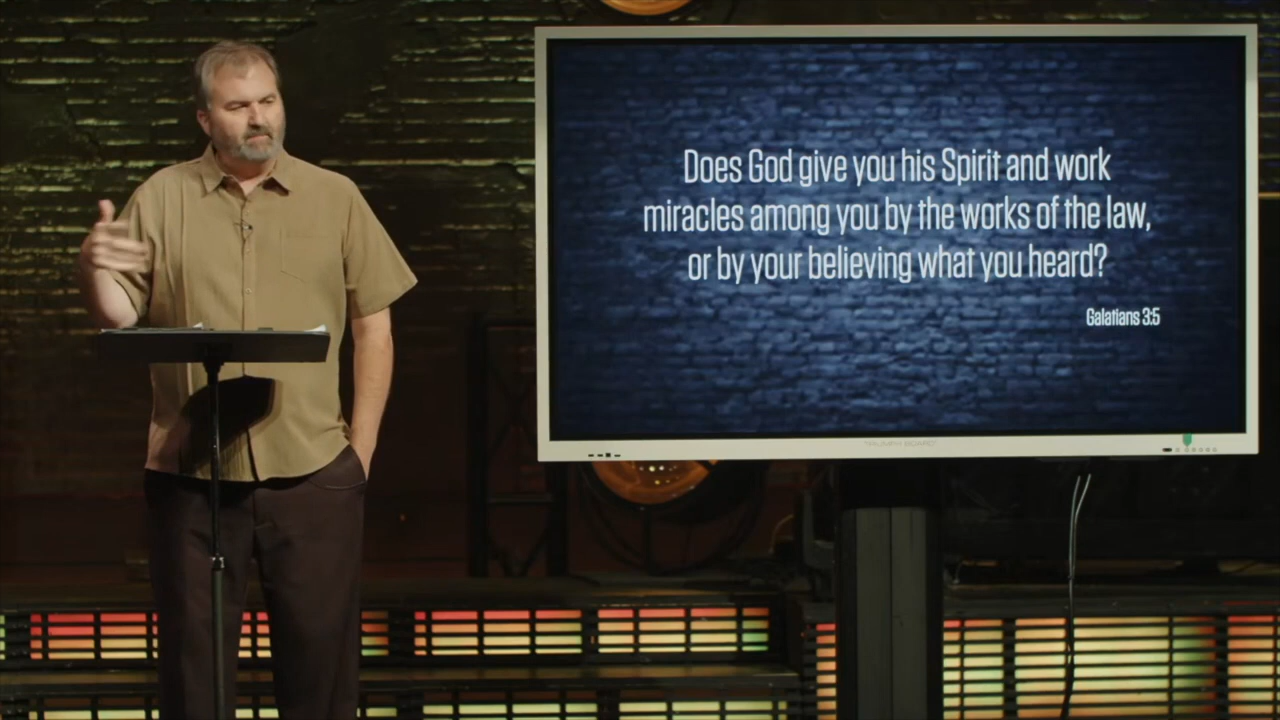 Does God give you his Spirit and work
miracles among you by the works of the law,
or by your believing what you heard?
Galatians 3:5